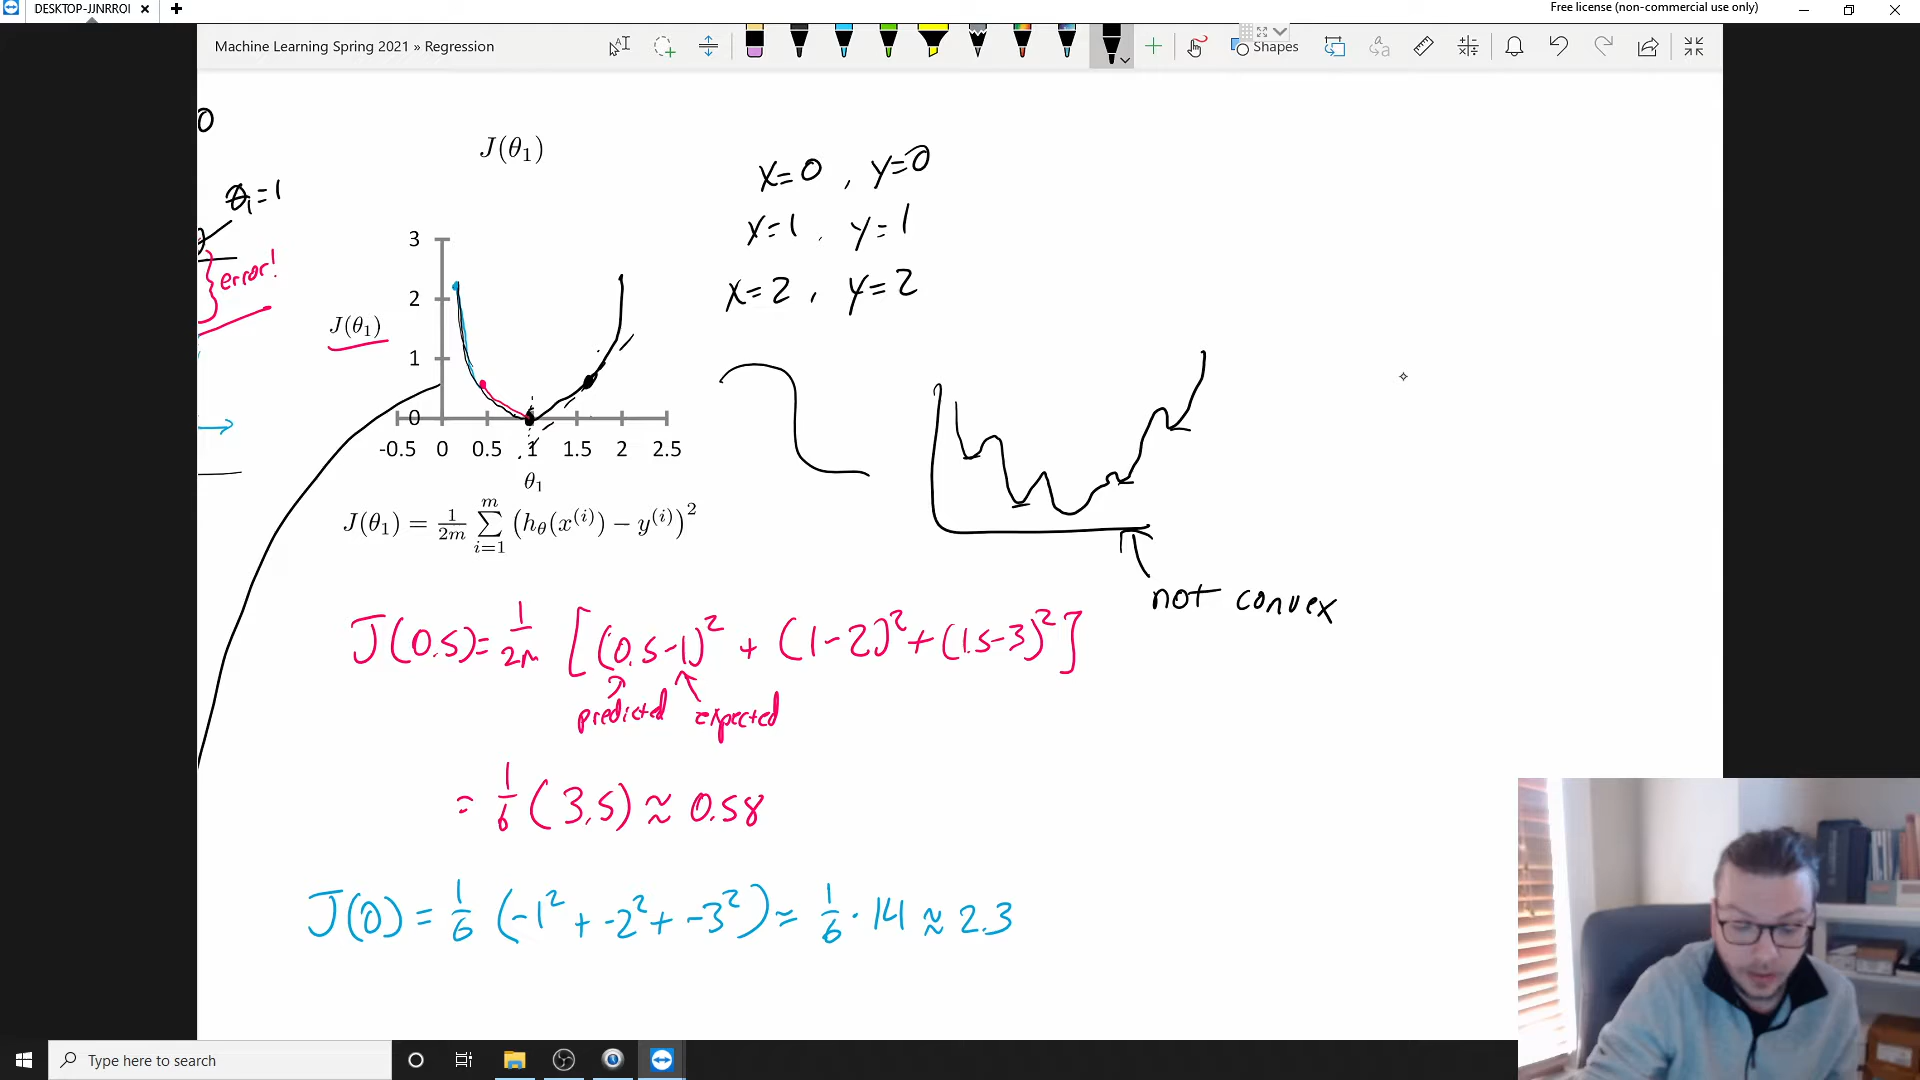 DESKTOP-JJNRROI
Free license (non-commercial use only)
Machine Learning Spring 2021 » Regression
Shapes
0
θ₁=1
error!
J(θ₁)
3
2
1
0
J(θ₁)
-0.5 0 0.5 1 1.5 2 2.5
θ₁
x=0 , y=0
x=1 , y=1
x=2 , y=2
not convex
J(θ₁) = 1/2m ∑ᵢ₌₁ᵐ (h_θ(x⁽ⁱ⁾) − y⁽ⁱ⁾)²
J(0.5)= 1/2m [(0.5-1)² + (1-2)² + (1.5-3)²]
predicted expected
= 1/6 (3.5) ≈ 0.58
J(0) = 1/6 (-1² + -2² + -3²) ≈ 1/6 · 14 ≈ 2.3
Type here to search